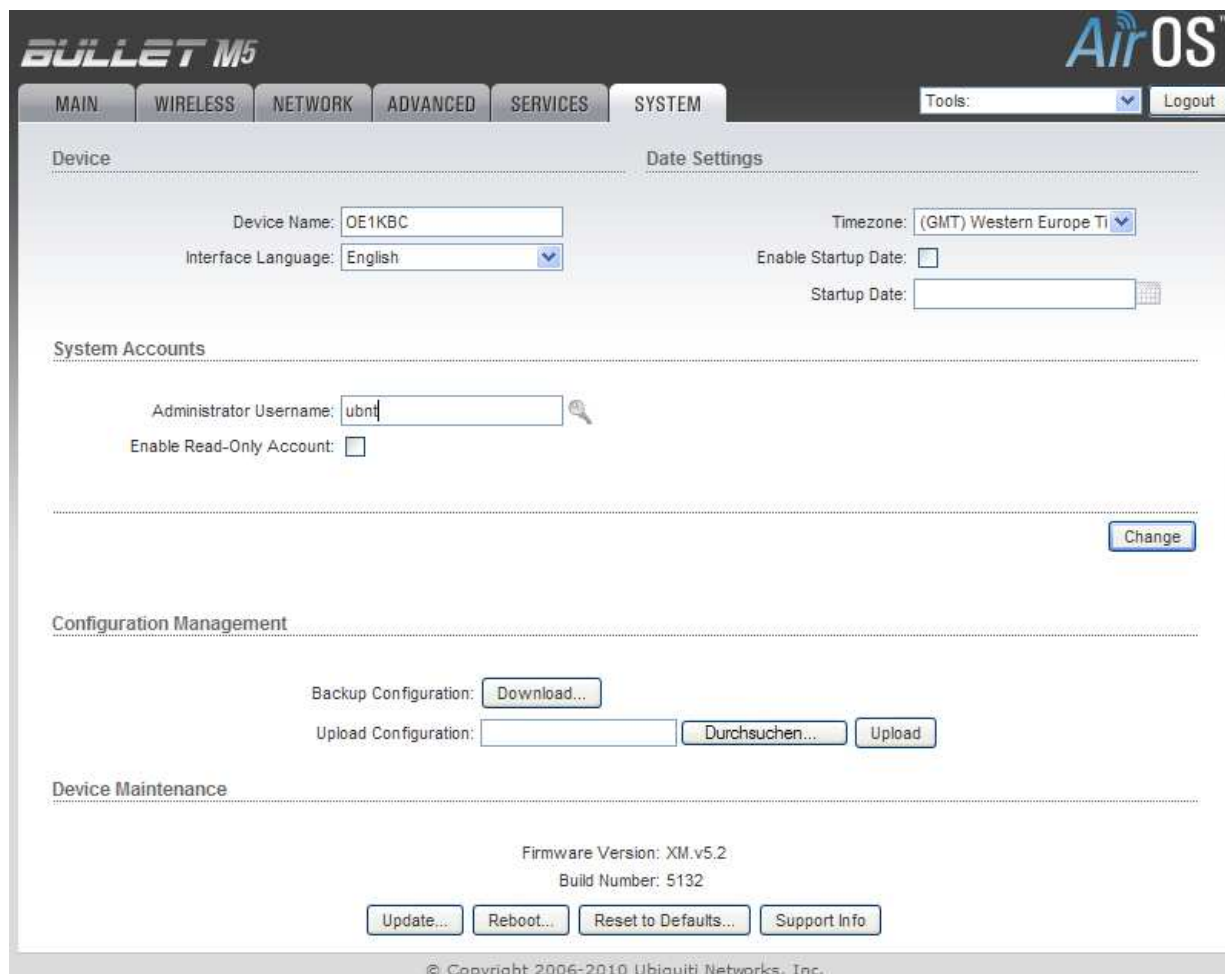 BULLET M5
AirOS
MAIN WIRELESS NETWORK ADVANCED SERVICES SYSTEM Tools: Logout
Device Date Settings
Device Name: OE1KBC Timezone: (GMT) Western Europe Ti
Interface Language: English Enable Startup Date:
Startup Date:
System Accounts
Administrator Username: ubnt
Enable Read-Only Account:
Change
Configuration Management
Backup Configuration: Download...
Upload Configuration: Durchsuchen... Upload
Device Maintenance
Firmware Version: XM.v5.2
Build Number: 5132
Update... Reboot... Reset to Defaults... Support Info
© Copyright 2006-2010 Ubiquiti Networks, Inc.